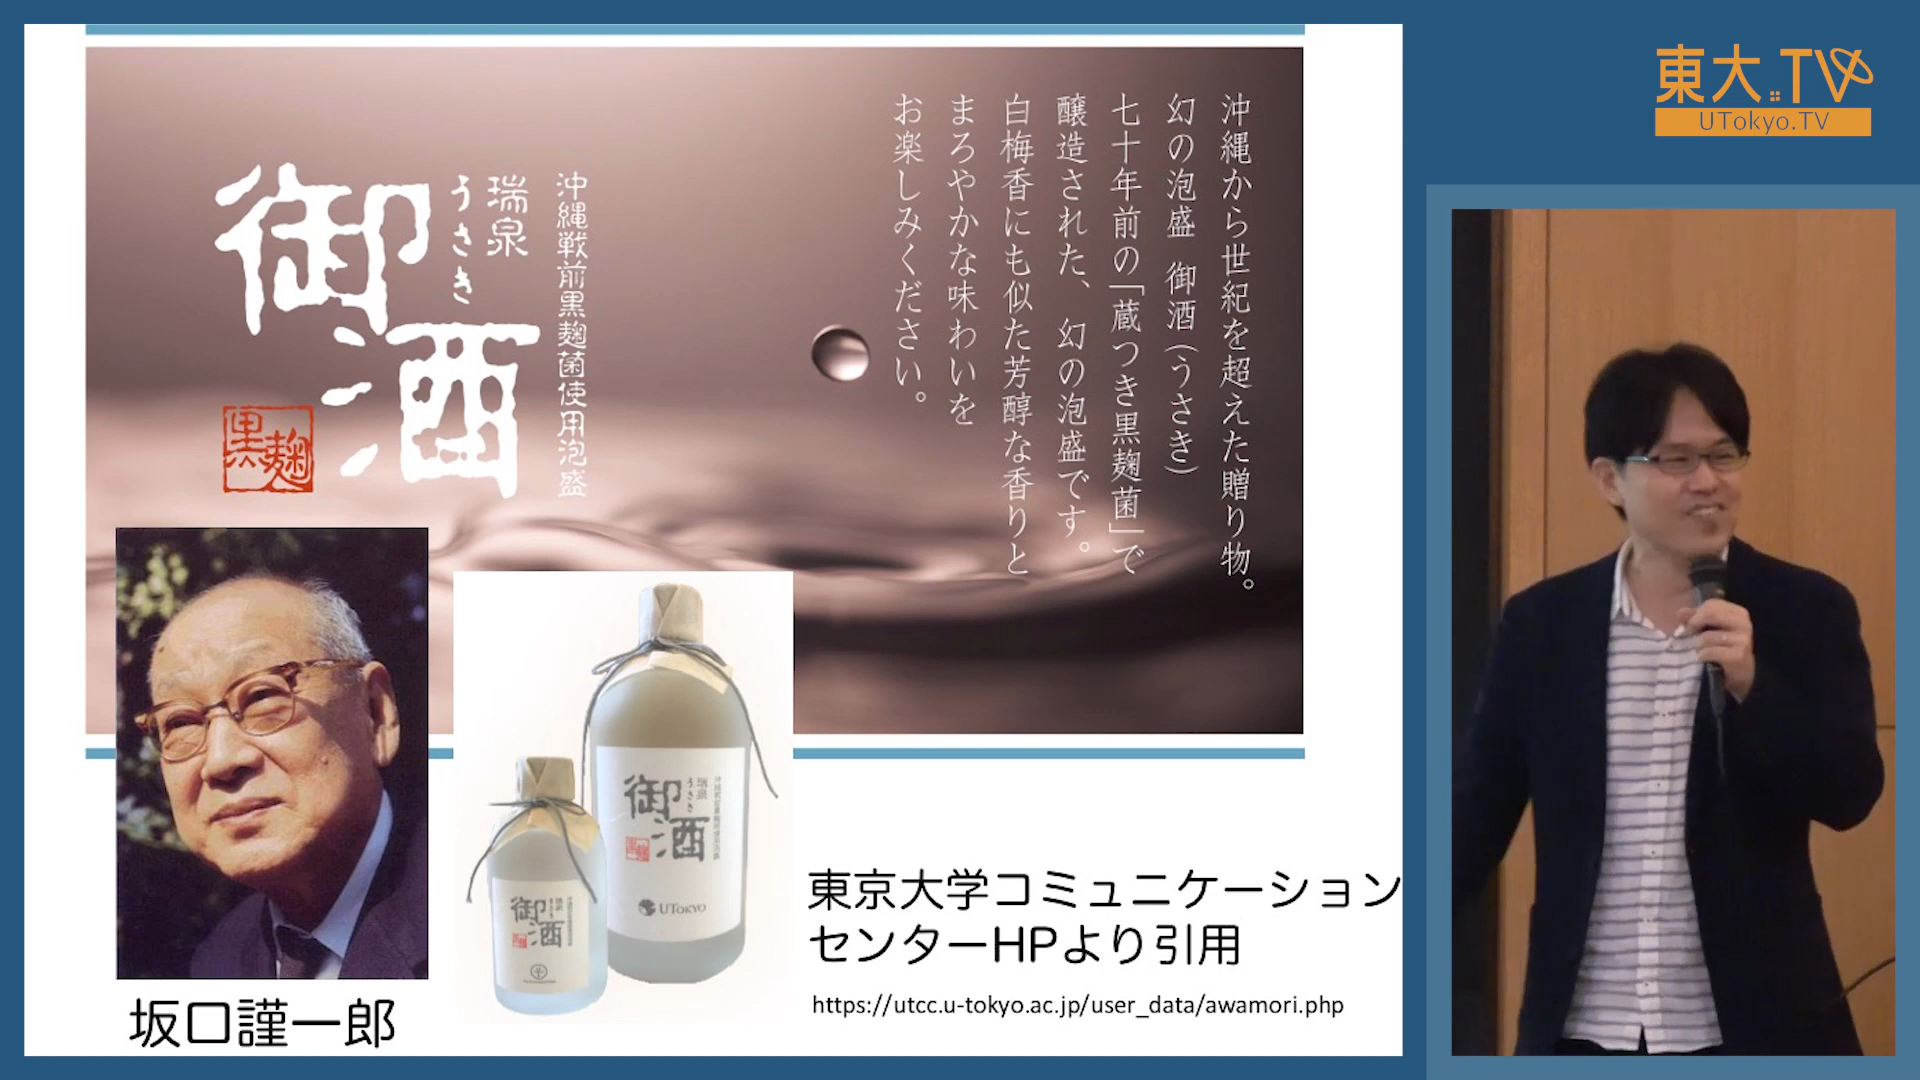 沖縄から世紀を超えた贈り物。
幻の泡盛 御酒(うさき)
七十年前の「蔵つき黒麹菌」で
醸造された、幻の泡盛です。
白梅香にも似た芳醇な香りと
まろやかな味わいを
お楽しみください。
沖縄戦前黒麹菌使用泡盛
瑞泉
うさき
御酒
黒麹
御酒
うさき
瑞泉
黒麹
UTOKYO
御酒
坂口謹一郎
東京大学コミュニケーション
センターHPより引用
https://utcc.u-tokyo.ac.jp/user_data/awamori.php
東大TV
UTokyo.TV